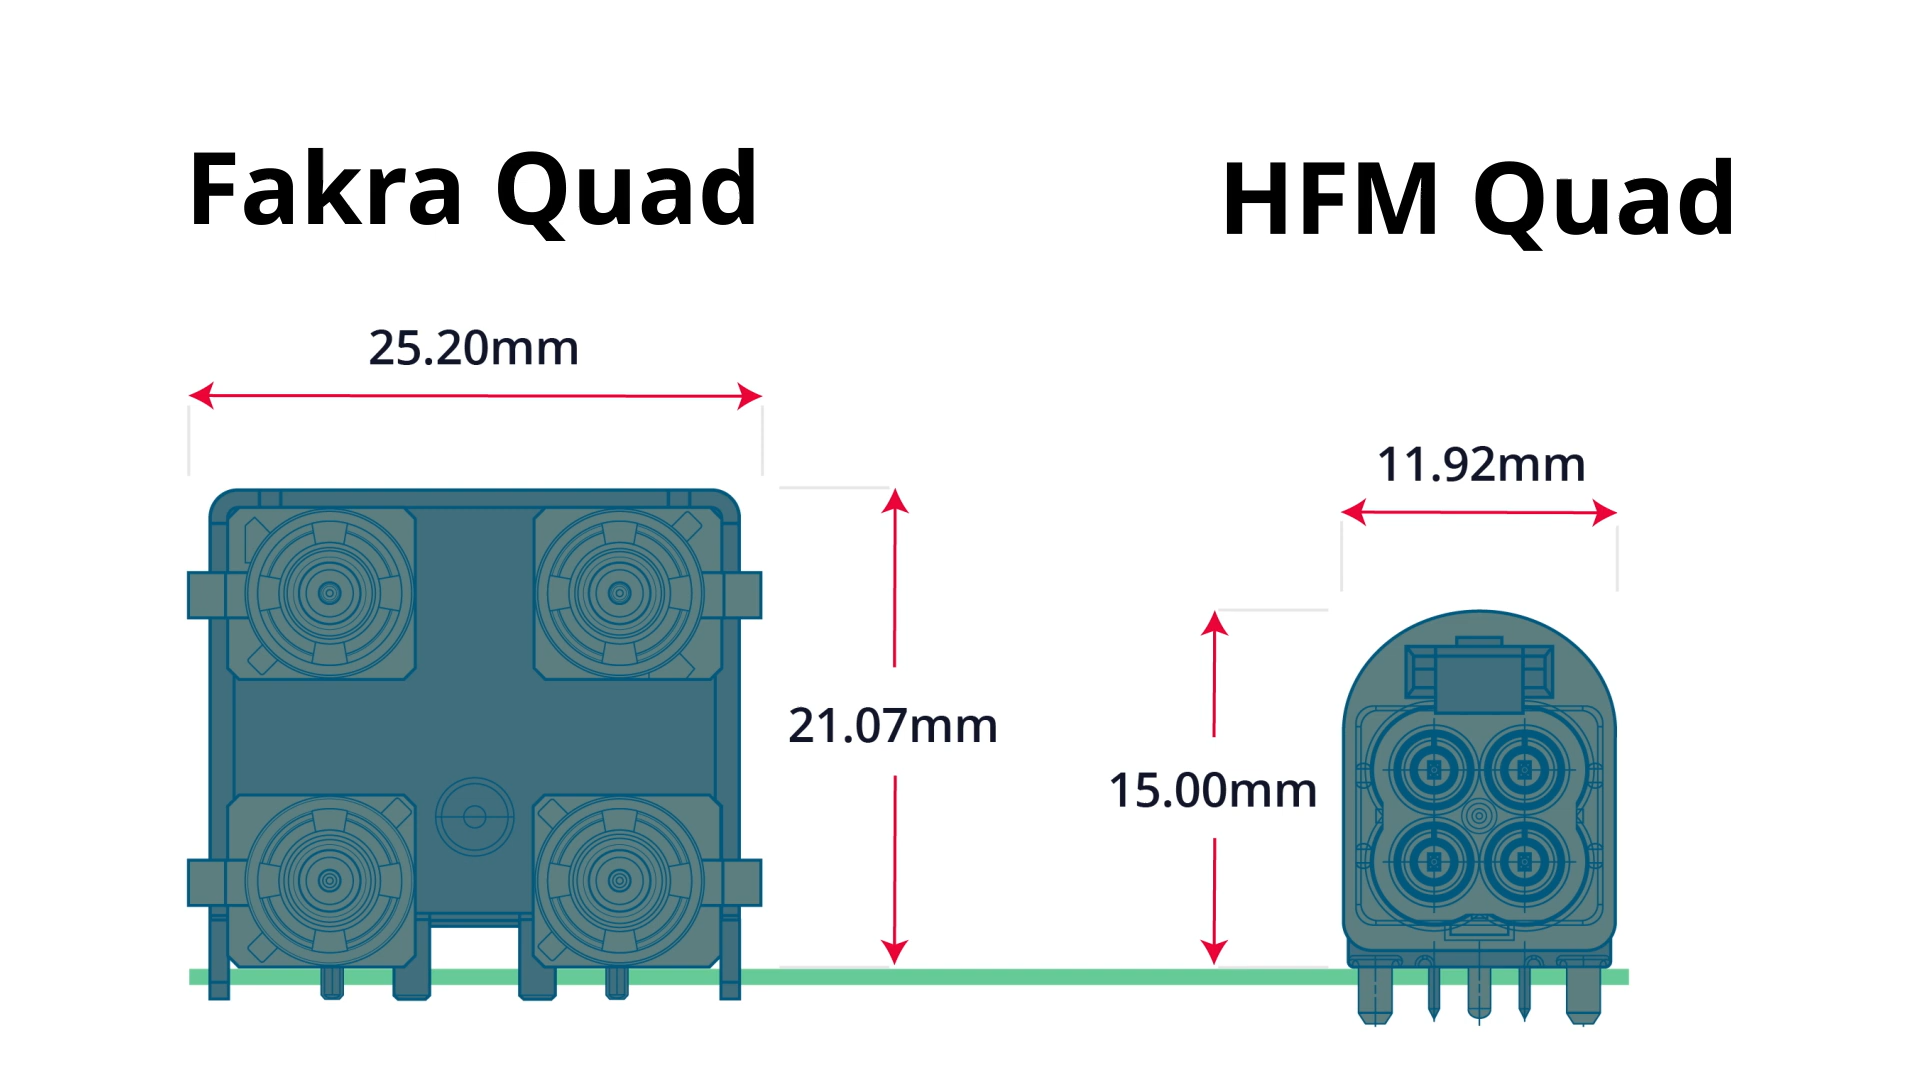 Fakra Quad
HFM Quad
25.20mm
11.92mm
21.07mm
15.00mm